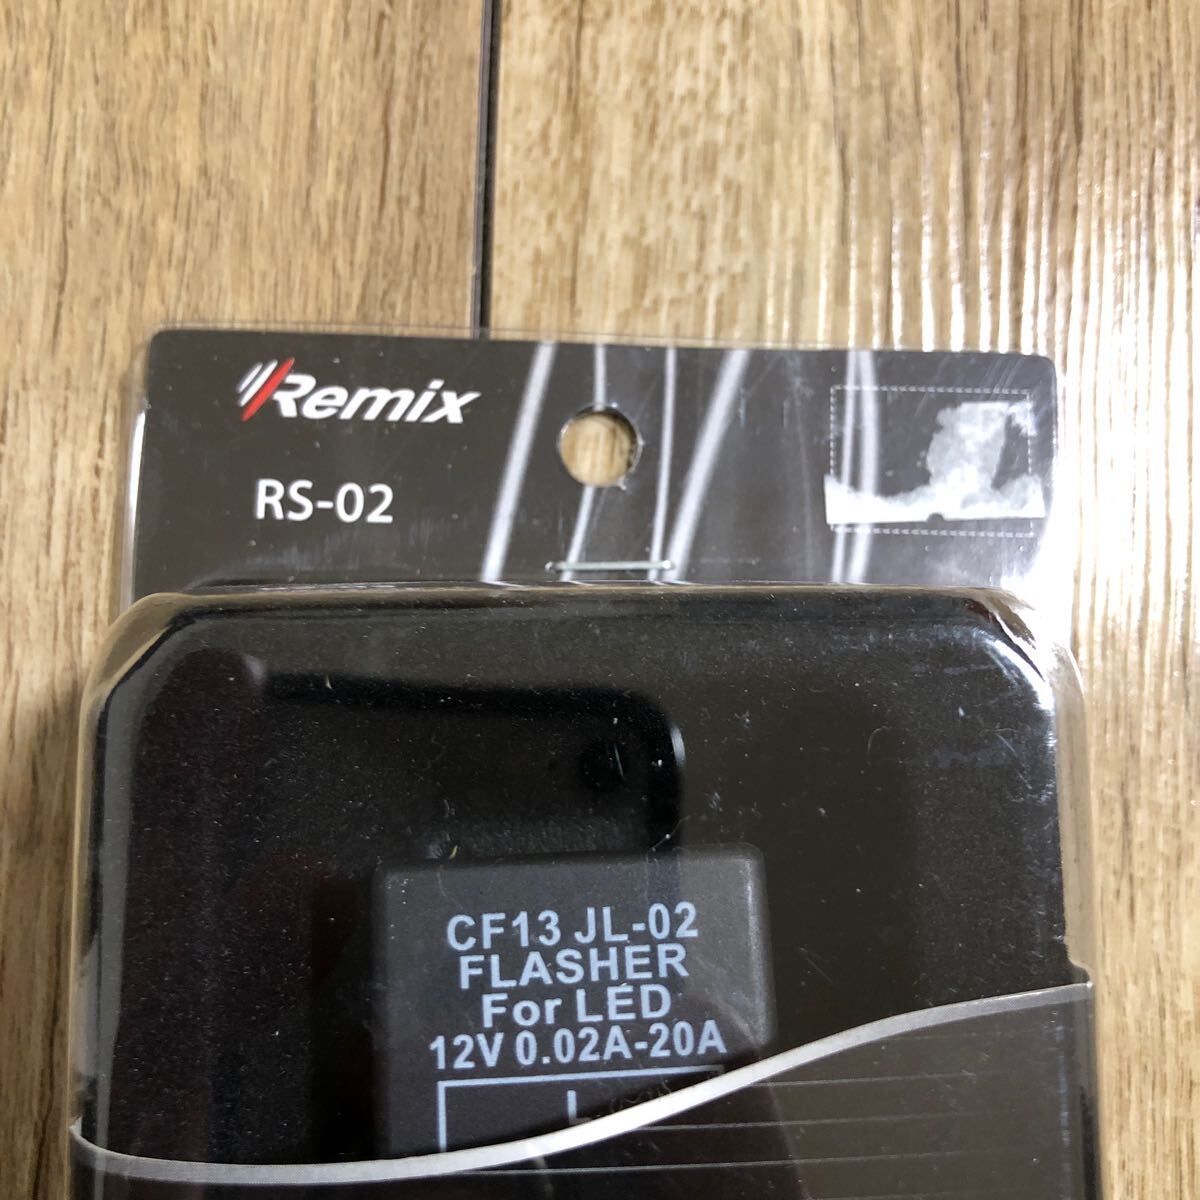 Remix
RS-02
CF13 JL-02
FLASHER
For LED
12V 0.02A-20A
L